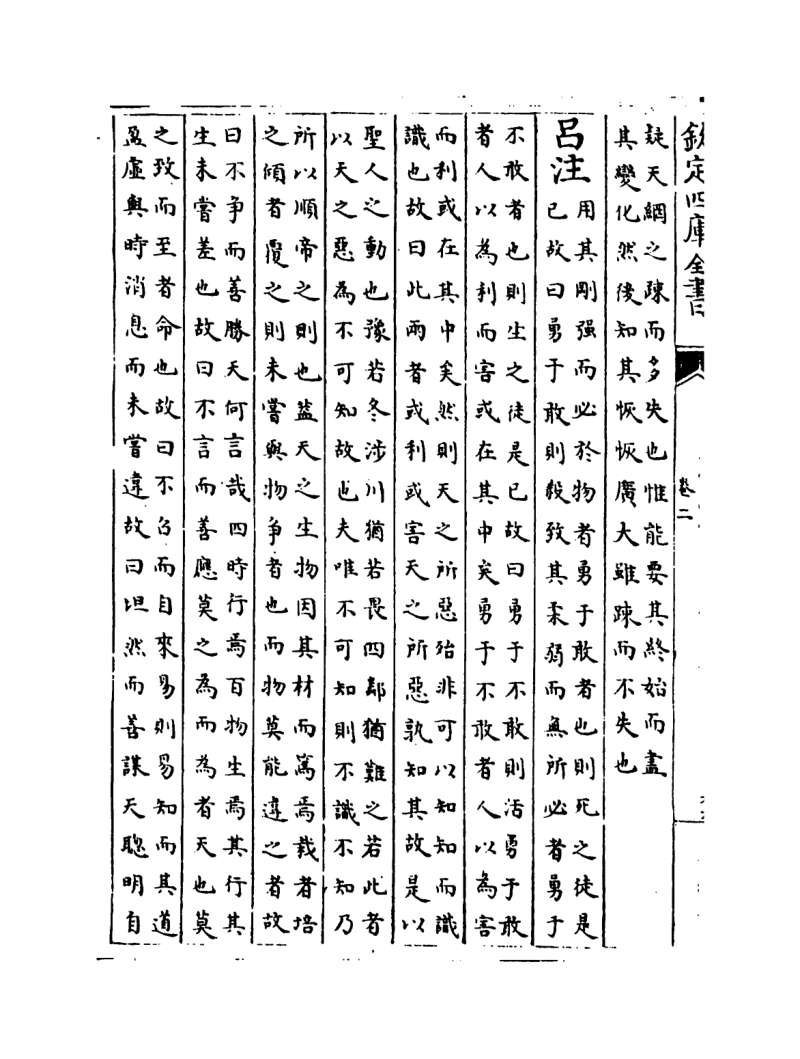 欽定四庫全書
卷二
疑天網之疎而多失也惟能要其終始而盡
其變化然後知其恢恢廣大雖疎而不失也
呂注
用其剛强而必於物者勇于敢者也則死之徒是
已故曰勇于敢則殺致其柔弱而無所必者勇于
不敢者也則生之徒是已故曰勇于不敢則活勇于敢
者人以為利而害或在其中矣勇于不敢者人以為害
而利或在其中矣然則天之所惡殆非可以知知而識
識也故曰此兩者或利或害天之所惡孰知其故是以
聖人之動也豫若冬涉川猶若畏四鄰猶難之若此者
以天之惡為不可知故也夫唯不可知則不識不知乃
所以順帝之則也蓋天之生物因其材而篤焉栽者培
之傾者覆之則未嘗與物争者也而物莫能違之者故
曰不争而善勝天何言哉四時行焉百物生焉其行其
生未嘗差也故曰不言而善應莫之為而為者天也莫
之致而至者命也故曰不召而自來易則易知而其道
盈虛與時消息而未嘗違故曰坦然而善謀天聰明自